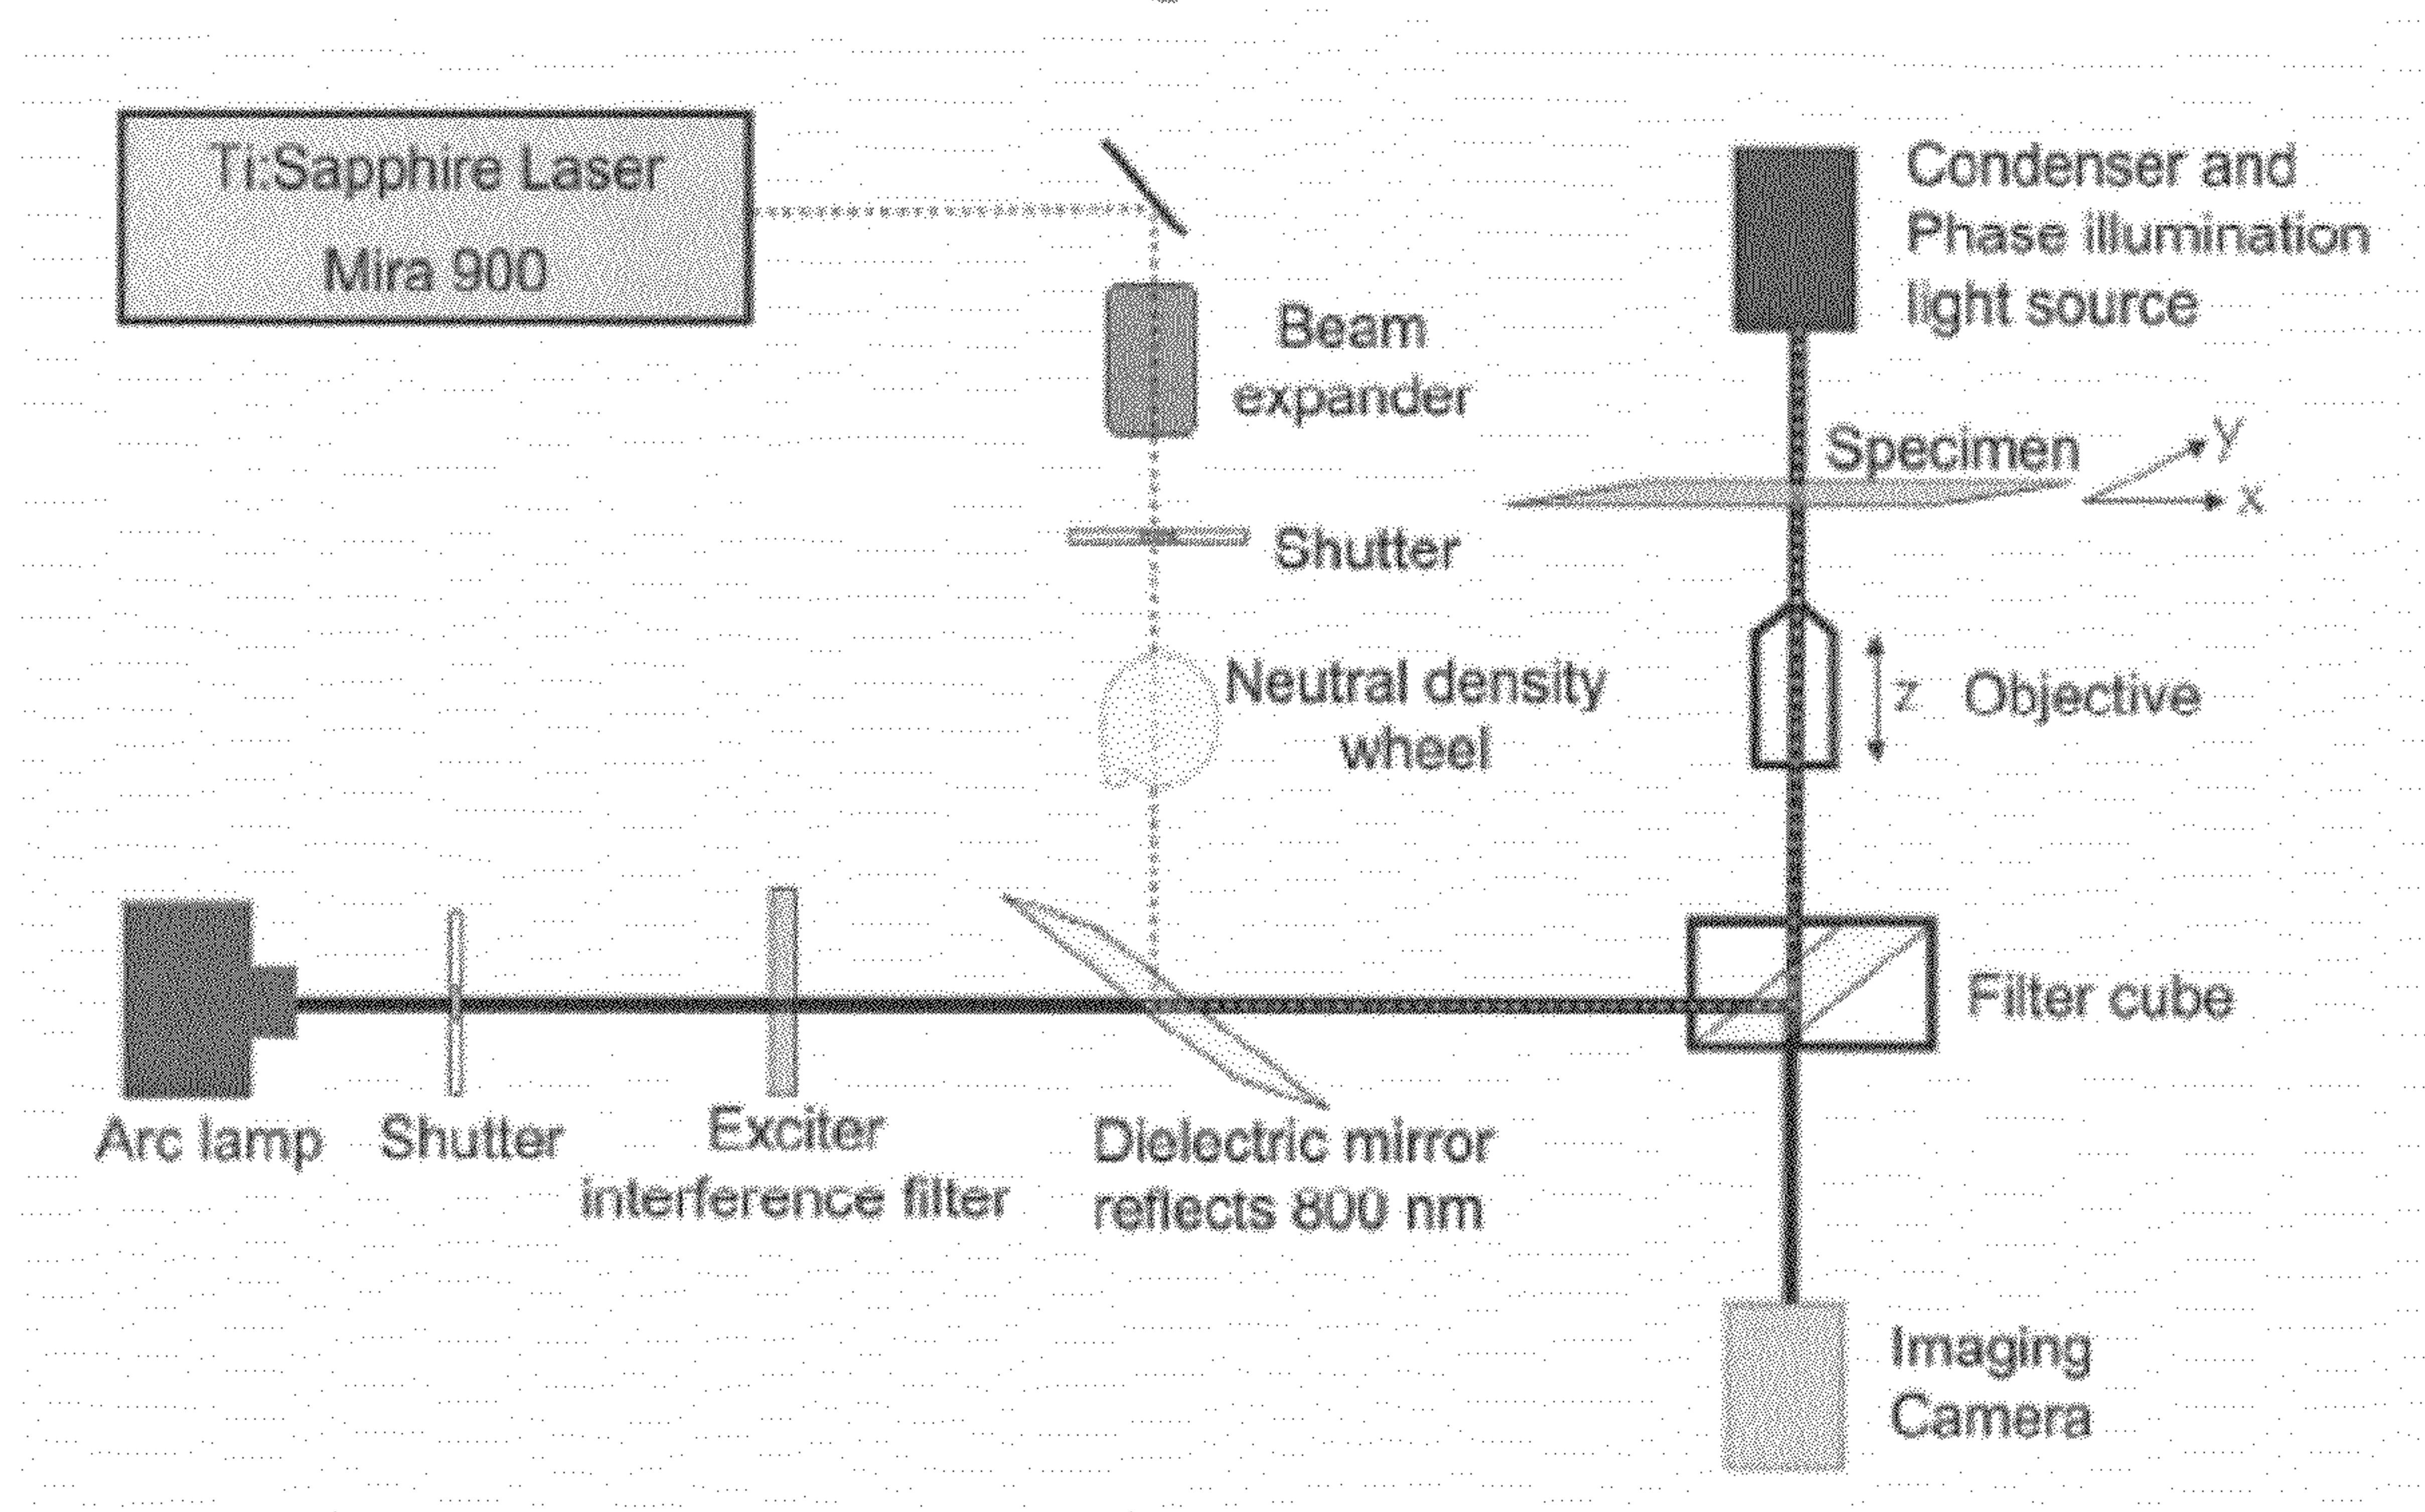 Ti:Sapphire Laser
Mira 900
Condenser and
Phase illumination
light source
Beam
expander
Specimen
y
x
Shutter
Neutral density
wheel
z
Objective
Filter cube
Arc lamp
Shutter
Exciter
interference filter
Dielectric mirror
reflects 800 nm
Imaging
Camera